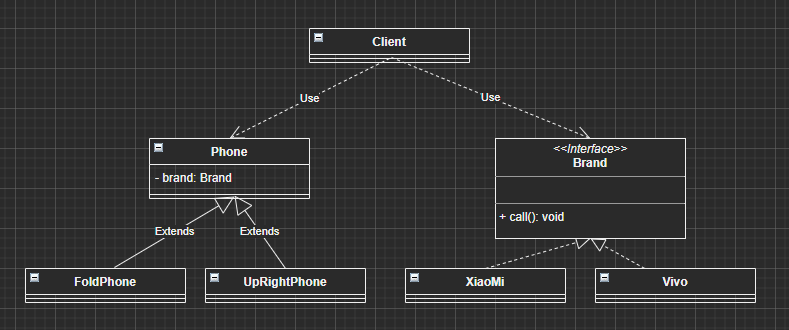 Client
Use
Use
Phone
- brand: Brand
<<Interface>>
Brand
+ call(): void
Extends
Extends
FoldPhone
UpRightPhone
XiaoMi
Vivo